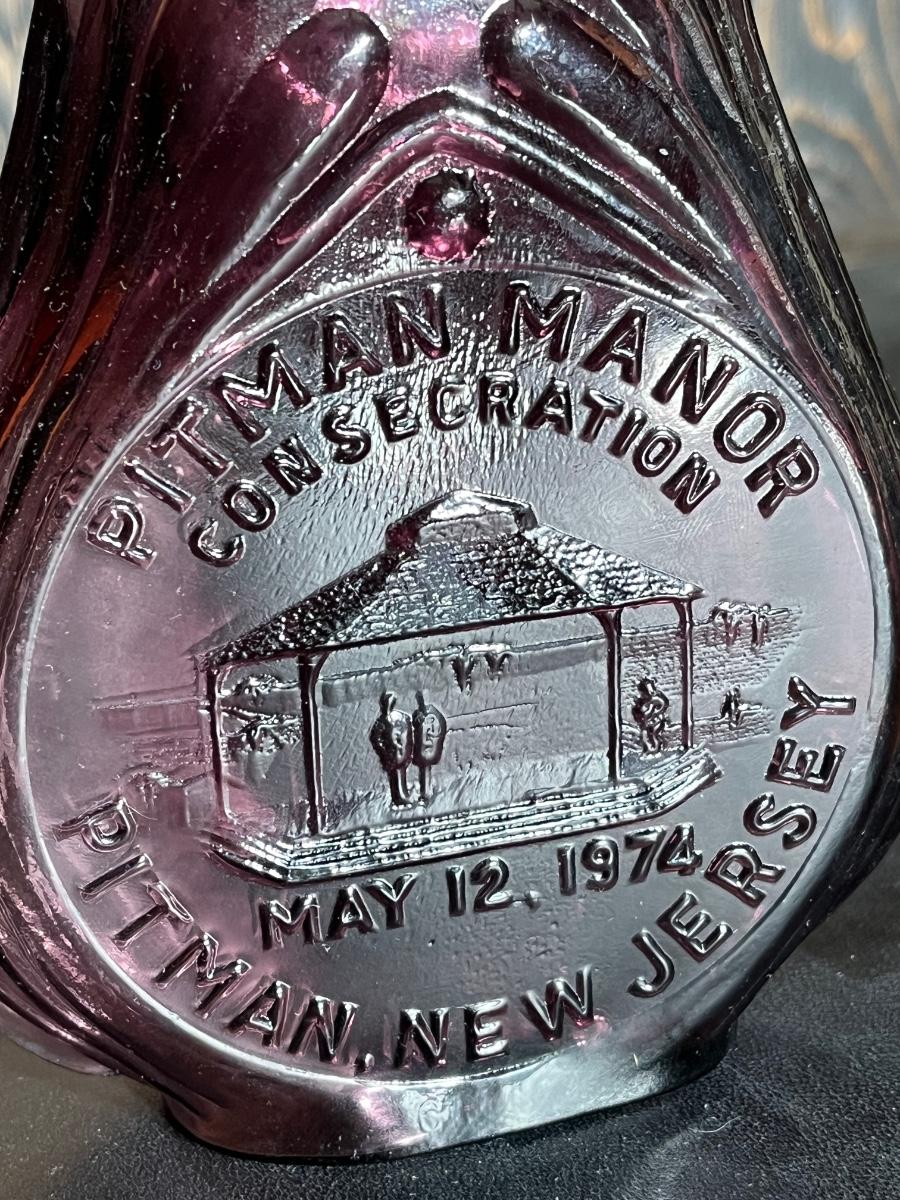 PITMAN MANOR
CONSECRATION
MAY 12, 1974
PITMAN, NEW JERSEY